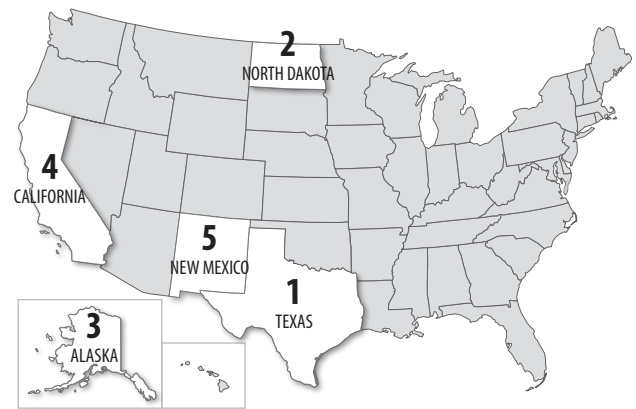 2
NORTH DAKOTA
4
CALIFORNIA
5
NEW MEXICO
1
TEXAS
3
ALASKA